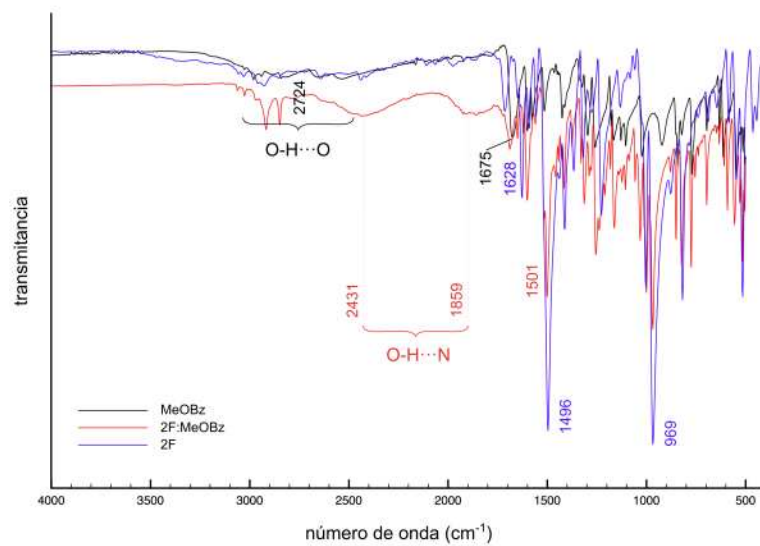 transmitancia
2724
O-H···O
1675
1628
2431
1859
1501
O-H···N
1496
969
MeOBz
2F:MeOBz
2F
4000 3500 3000 2500 2000 1500 1000 500
número de onda (cm⁻¹)